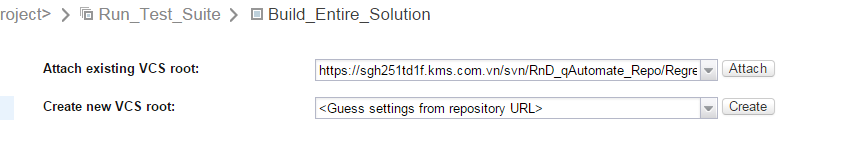 roject> > Run_Test_Suite > Build_Entire_Solution
Attach existing VCS root: https://sgh251td1f.kms.com.vn/svn/RnD_qAutomate_Repo/Regre Attach
Create new VCS root: <Guess settings from repository URL> Create